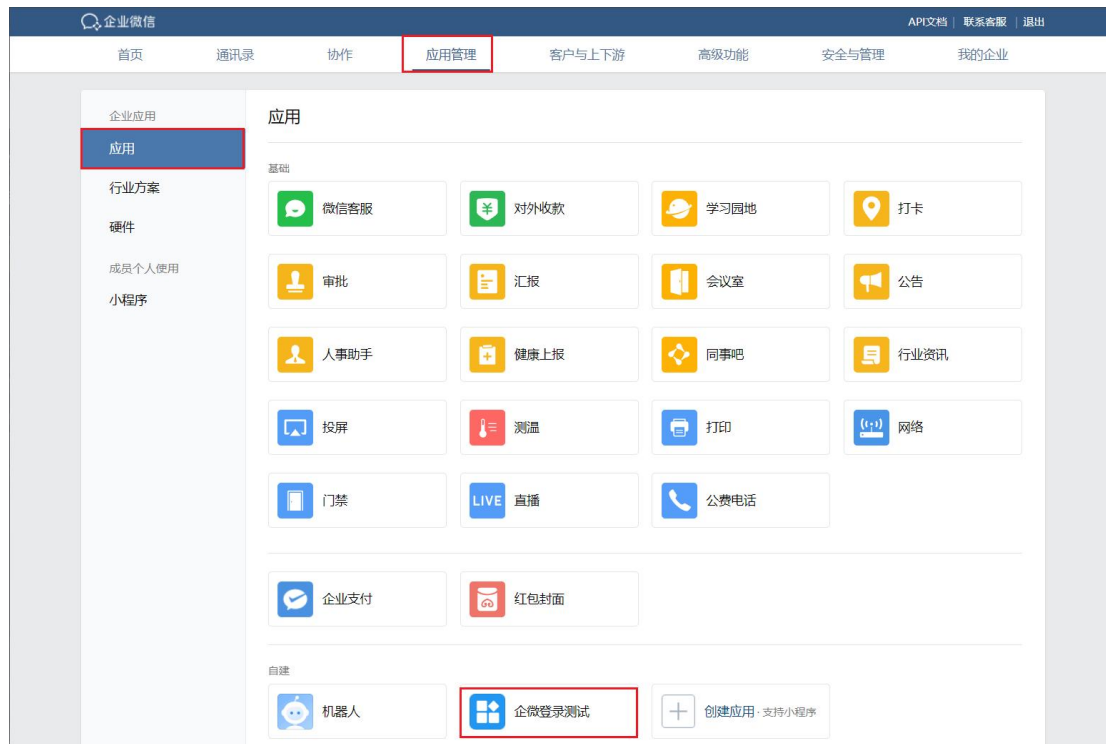 企业微信 API文档 | 联系客服 | 退出
首页 通讯录 协作 应用管理 客户与上下游 高级功能 安全与管理 我的企业
企业应用
应用
行业方案
硬件
成员个人使用
小程序
应用
基础
微信客服 对外收款 学习园地 打卡
审批 汇报 会议室 公告
人事助手 健康上报 同事吧 行业资讯
投屏 测温 打印 网络
门禁 LIVE 直播 公费电话
企业支付 红包封面
自建
机器人 企微登录测试 创建应用 · 支持小程序